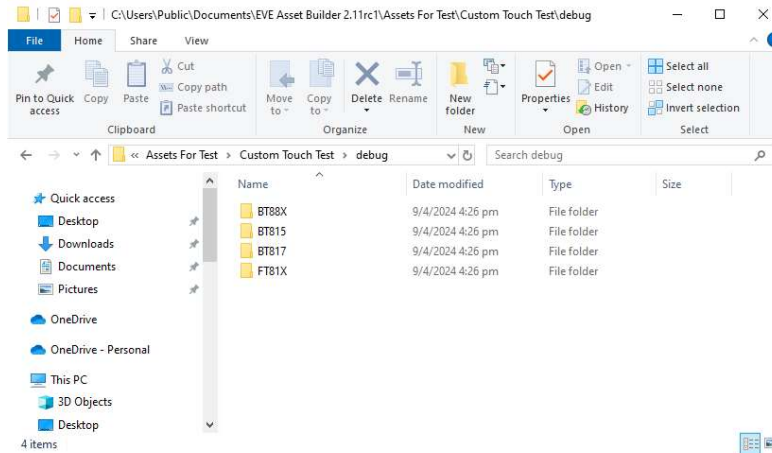 C:\Users\Public\Documents\EVE Asset Builder 2.11rc1\Assets For Test\Custom Touch Test\debug
File Home Share View
Pin to Quick access
Copy
Paste
Cut
Copy path
Paste shortcut
Move to
Copy to
Delete
Rename
New folder
Properties
Open
Edit
History
Select all
Select none
Invert selection
Clipboard Organize New Open Select
« Assets For Test > Custom Touch Test > debug
Search debug
Quick access
Desktop
Downloads
Documents
Pictures
OneDrive
OneDrive - Personal
This PC
3D Objects
Desktop
Name Date modified Type Size
BT88X 9/4/2024 4:26 pm File folder
BT815 9/4/2024 4:26 pm File folder
BT817 9/4/2024 4:26 pm File folder
FT81X 9/4/2024 4:26 pm File folder
4 items